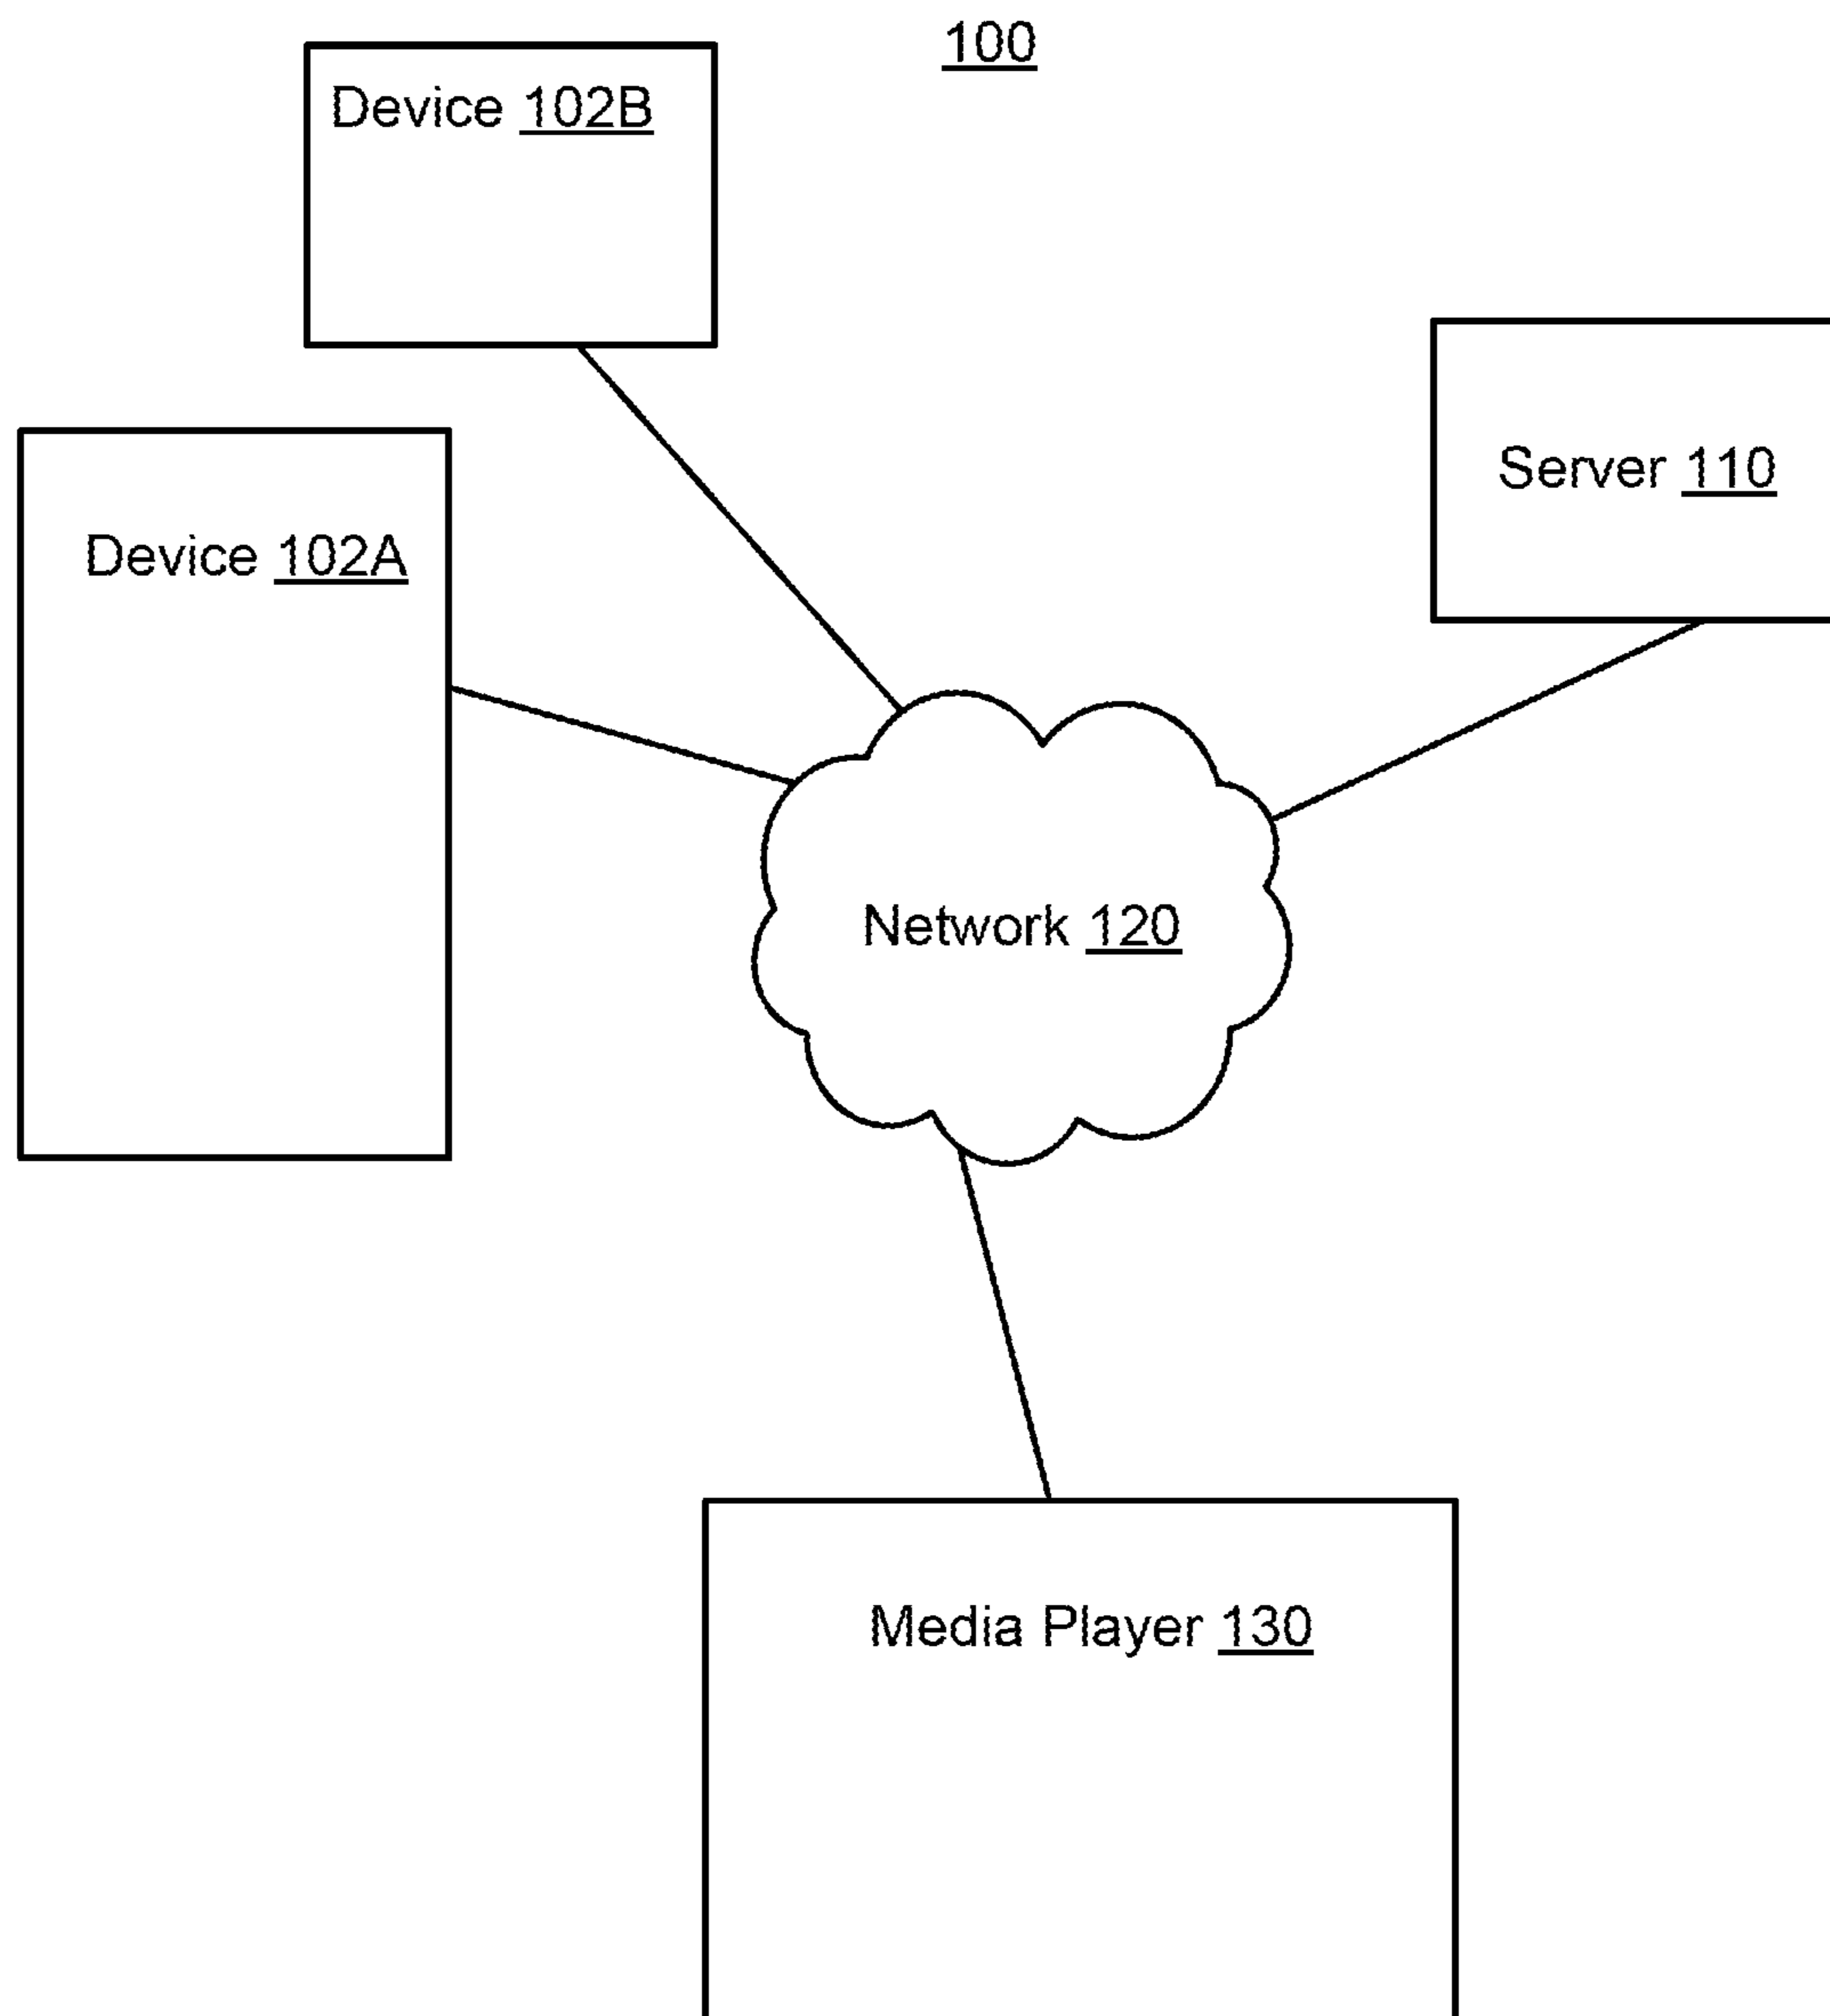 100
Device 102B
Server 110
Device 102A
Network 120
Media Player 130